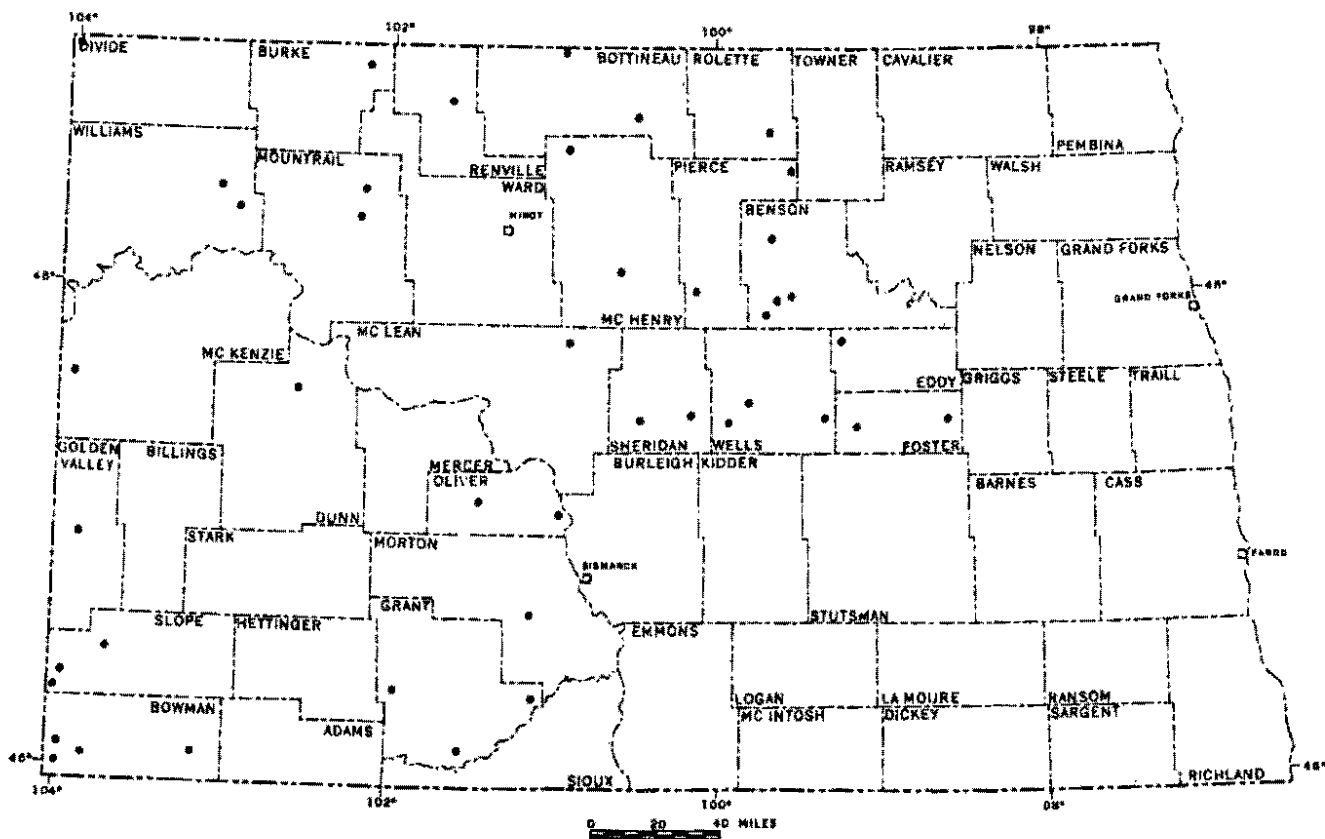 104° 102° 100° 98°
DIVIDE BURKE BOTTINEAU ROLETTE TOWNER CAVALIER
PEMBINA
WILLIAMS MOUNTRAIL RENVILLE PIERCE RAMSEY WALSH
WARD
MINOT
BENSON
NELSON GRAND FORKS
48° 48°
GRAND FORKS
MC KENZIE MC LEAN MC HENRY
EDDY GRIGGS STEELE TRAILL
GOLDEN VALLEY BILLINGS SHERIDAN WELLS FOSTER
MERCER BURLEIGH KIDDER
OLIVER
BARNES CASS
DUNN
STARK MORTON
BISMARCK FARGO
GRANT
SLOPE HETTINGER EMMONS STUTSMAN
LOGAN LA MOURE RANSOM
BOWMAN MC INTOSH DICKEY SARGENT
ADAMS
46° 46°
SIOUX RICHLAND
104° 102° 100° 98°
0 20 40 MILES